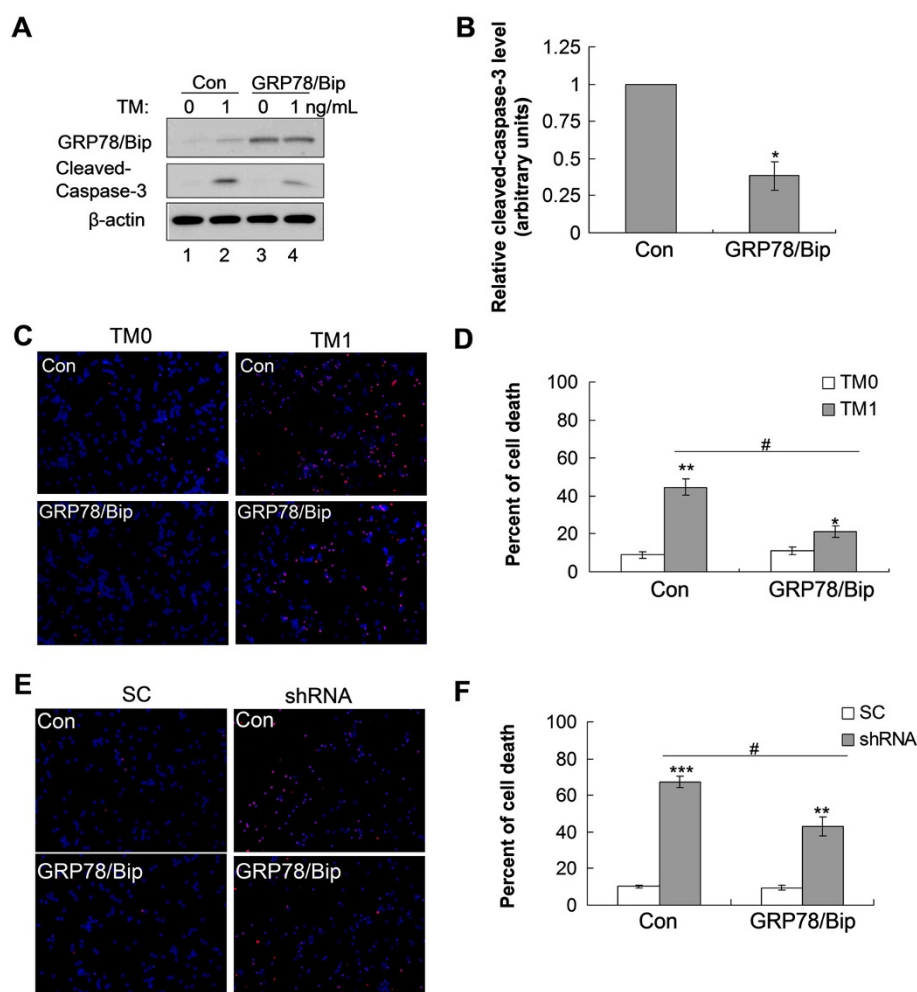 A
Con GRP78/Bip
TM: 0 1 0 1 ng/mL
GRP78/Bip
Cleaved-
Caspase-3
β-actin
1 2 3 4
B
Relative cleaved-caspase-3 level
(arbitrary units)
1.25
1
0.75
0.5
0.25
0
*
Con GRP78/Bip
C
TM0 TM1
Con Con
GRP78/Bip GRP78/Bip
D
Percent of cell death
100
80
60
40
20
0
TM0
TM1
#
**
*
Con GRP78/Bip
E
SC shRNA
Con Con
GRP78/Bip GRP78/Bip
F
Percent of cell death
100
80
60
40
20
0
SC
shRNA
#
***
**
Con GRP78/Bip